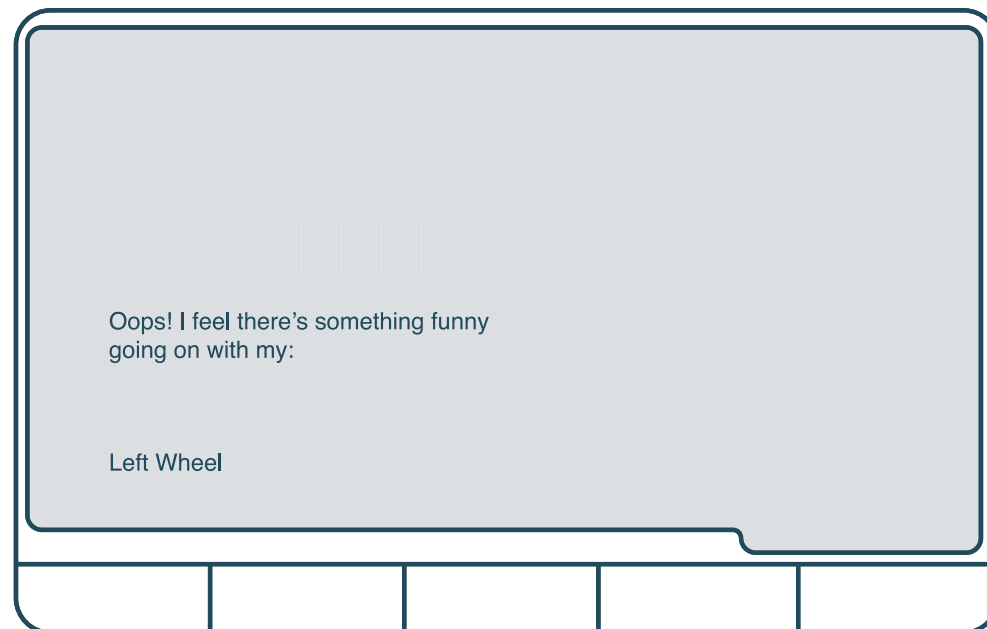 Oops! I feel there’s something funny
going on with my:
Left Wheel